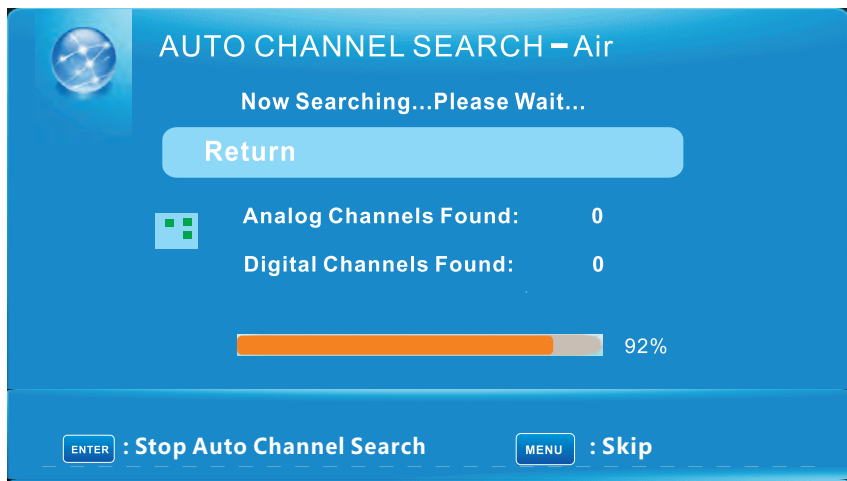 AUTO CHANNEL SEARCH – Air
Now Searching...Please Wait...
Return
Analog Channels Found: 0
Digital Channels Found: 0
92%
ENTER : Stop Auto Channel Search MENU : Skip